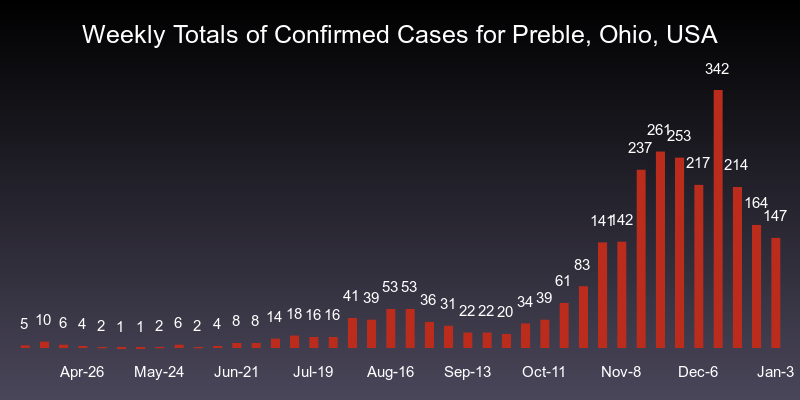 Weekly Totals of Confirmed Cases for Preble, Ohio, USA
5 10 6 4 2 1 1 2 6 2 4 8 8 14 18 16 16 41 39 53 53 36 31 22 22 20 34 39 61 83 141 142 237 261 253 217 342 214 164 147
Apr-26 May-24 Jun-21 Jul-19 Aug-16 Sep-13 Oct-11 Nov-8 Dec-6 Jan-3